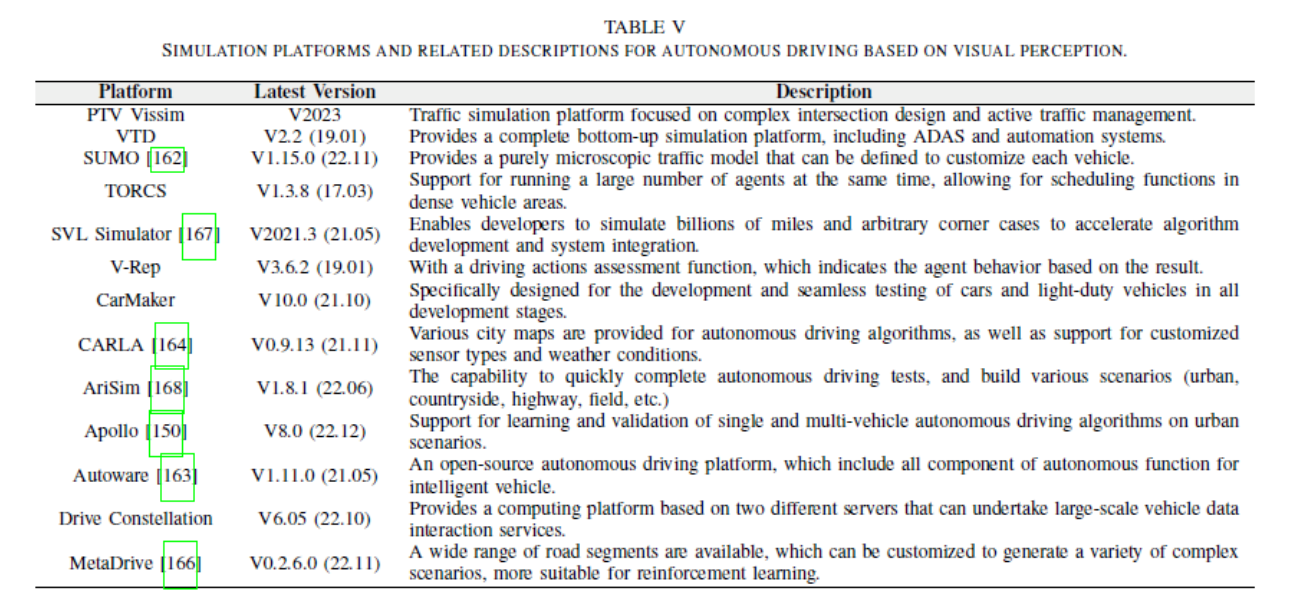 TABLE V
SIMULATION PLATFORMS AND RELATED DESCRIPTIONS FOR AUTONOMOUS DRIVING BASED ON VISUAL PERCEPTION.
Platform Latest Version Description
PTV Vissim V2023 Traffic simulation platform focused on complex intersection design and active traffic management.
VTD V2.2 (19.01) Provides a complete bottom-up simulation platform, including ADAS and automation systems.
SUMO [162] V1.15.0 (22.11) Provides a purely microscopic traffic model that can be defined to customize each vehicle.
TORCS V1.3.8 (17.03) Support for running a large number of agents at the same time, allowing for scheduling functions in
dense vehicle areas.
SVL Simulator [167] V2021.3 (21.05) Enables developers to simulate billions of miles and arbitrary corner cases to accelerate algorithm
development and system integration.
V-Rep V3.6.2 (19.01) With a driving actions assessment function, which indicates the agent behavior based on the result.
CarMaker V10.0 (21.10) Specifically designed for the development and seamless testing of cars and light-duty vehicles in all
development stages.
CARLA [164] V0.9.13 (21.11) Various city maps are provided for autonomous driving algorithms, as well as support for customized
sensor types and weather conditions.
AriSim [168] V1.8.1 (22.06) The capability to quickly complete autonomous driving tests, and build various scenarios (urban,
countryside, highway, field, etc.)
Apollo [150] V8.0 (22.12) Support for learning and validation of single and multi-vehicle autonomous driving algorithms on urban
scenarios.
Autoware [163] V1.11.0 (21.05) An open-source autonomous driving platform, which include all component of autonomous function for
intelligent vehicle.
Drive Constellation V6.05 (22.10) Provides a computing platform based on two different servers that can undertake large-scale vehicle data
interaction services.
MetaDrive [166] V0.2.6.0 (22.11) A wide range of road segments are available, which can be customized to generate a variety of complex
scenarios, more suitable for reinforcement learning.